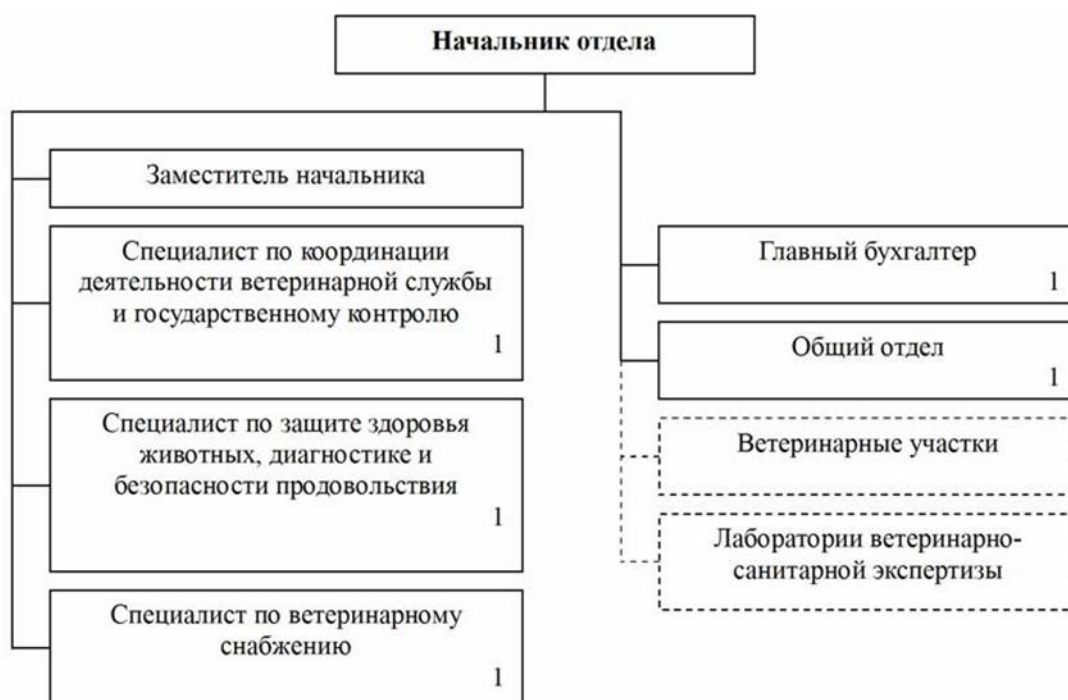 Начальник отдела
Заместитель начальника
Специалист по координации
деятельности ветеринарной службы
и государственному контролю
1
Специалист по защите здоровья
животных, диагностике и
безопасности продовольствия
1
Специалист по ветеринарному
снабжению
1
Главный бухгалтер
1
Общий отдел
1
Ветеринарные участки
Лаборатории ветеринарно-
санитарной экспертизы